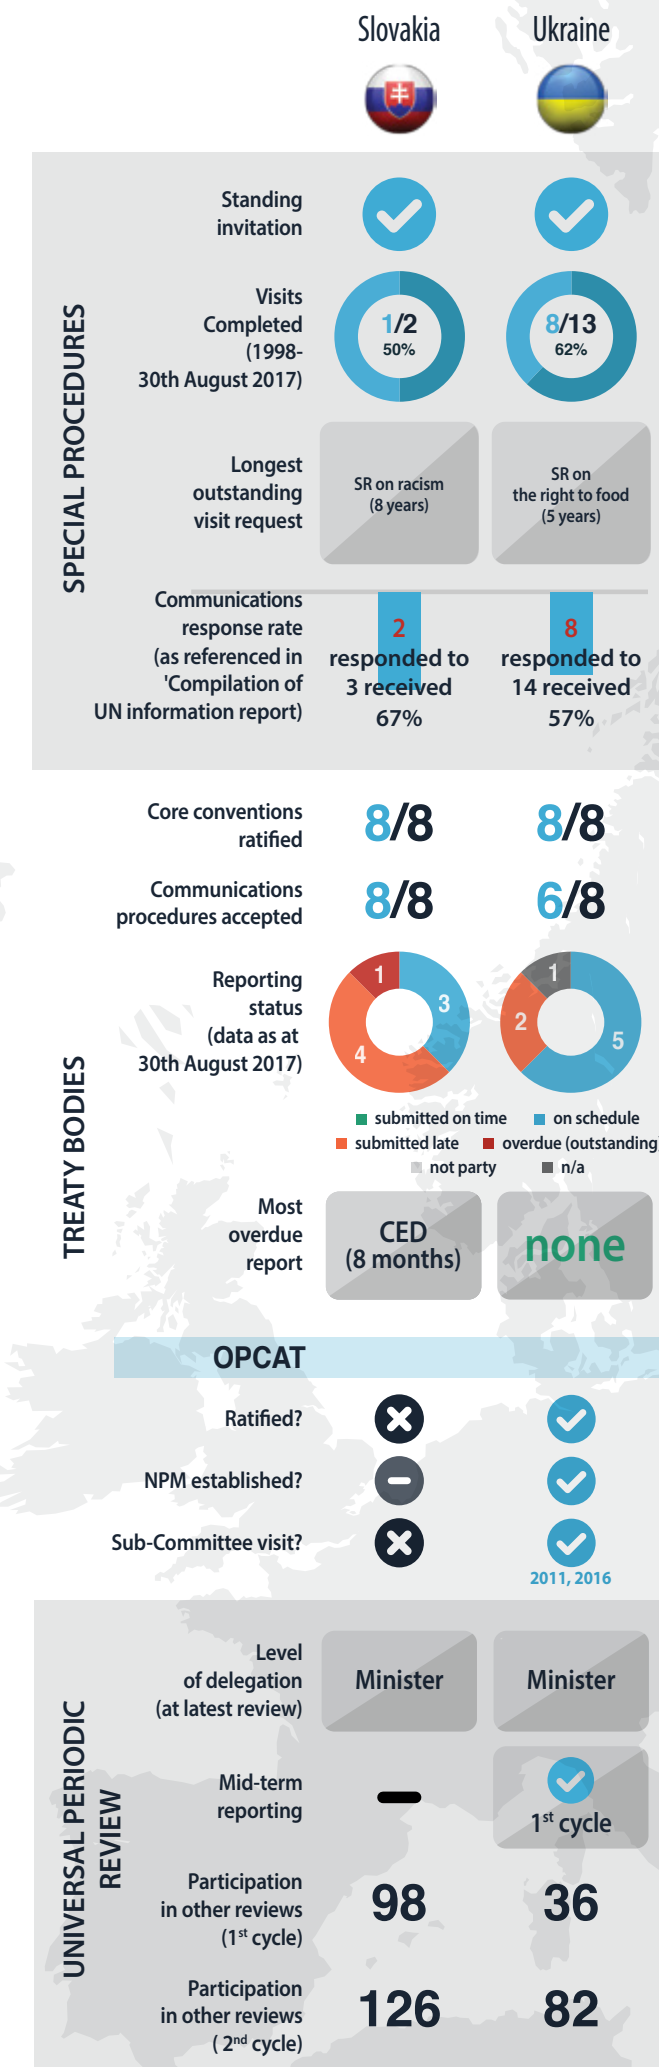 Slovakia Ukraine
SPECIAL PROCEDURES
Standing
invitation
Visits
Completed
(1998-
30th August 2017)
1/2
50%
8/13
62%
Longest
outstanding
visit request
SR on racism
(8 years)
SR on
the right to food
(5 years)
Communications
response rate
(as referenced in
'Compilation of
UN information report)
2
responded to
3 received
67%
8
responded to
14 received
57%
TREATY BODIES
Core conventions
ratified
8/8 8/8
Communications
procedures accepted
8/8 6/8
Reporting
status
(data as at
30th August 2017)
1
3
4
1
2
5
submitted on time on schedule
submitted late overdue (outstanding)
not party n/a
Most
overdue
report
CED
(8 months)
none
OPCAT
Ratified?
NPM established?
Sub-Committee visit?
2011, 2016
UNIVERSAL PERIODIC
REVIEW
Level
of delegation
(at latest review)
Minister Minister
Mid-term
reporting
1st cycle
Participation
in other reviews
(1st cycle)
98 36
Participation
in other reviews
( 2nd cycle)
126 82